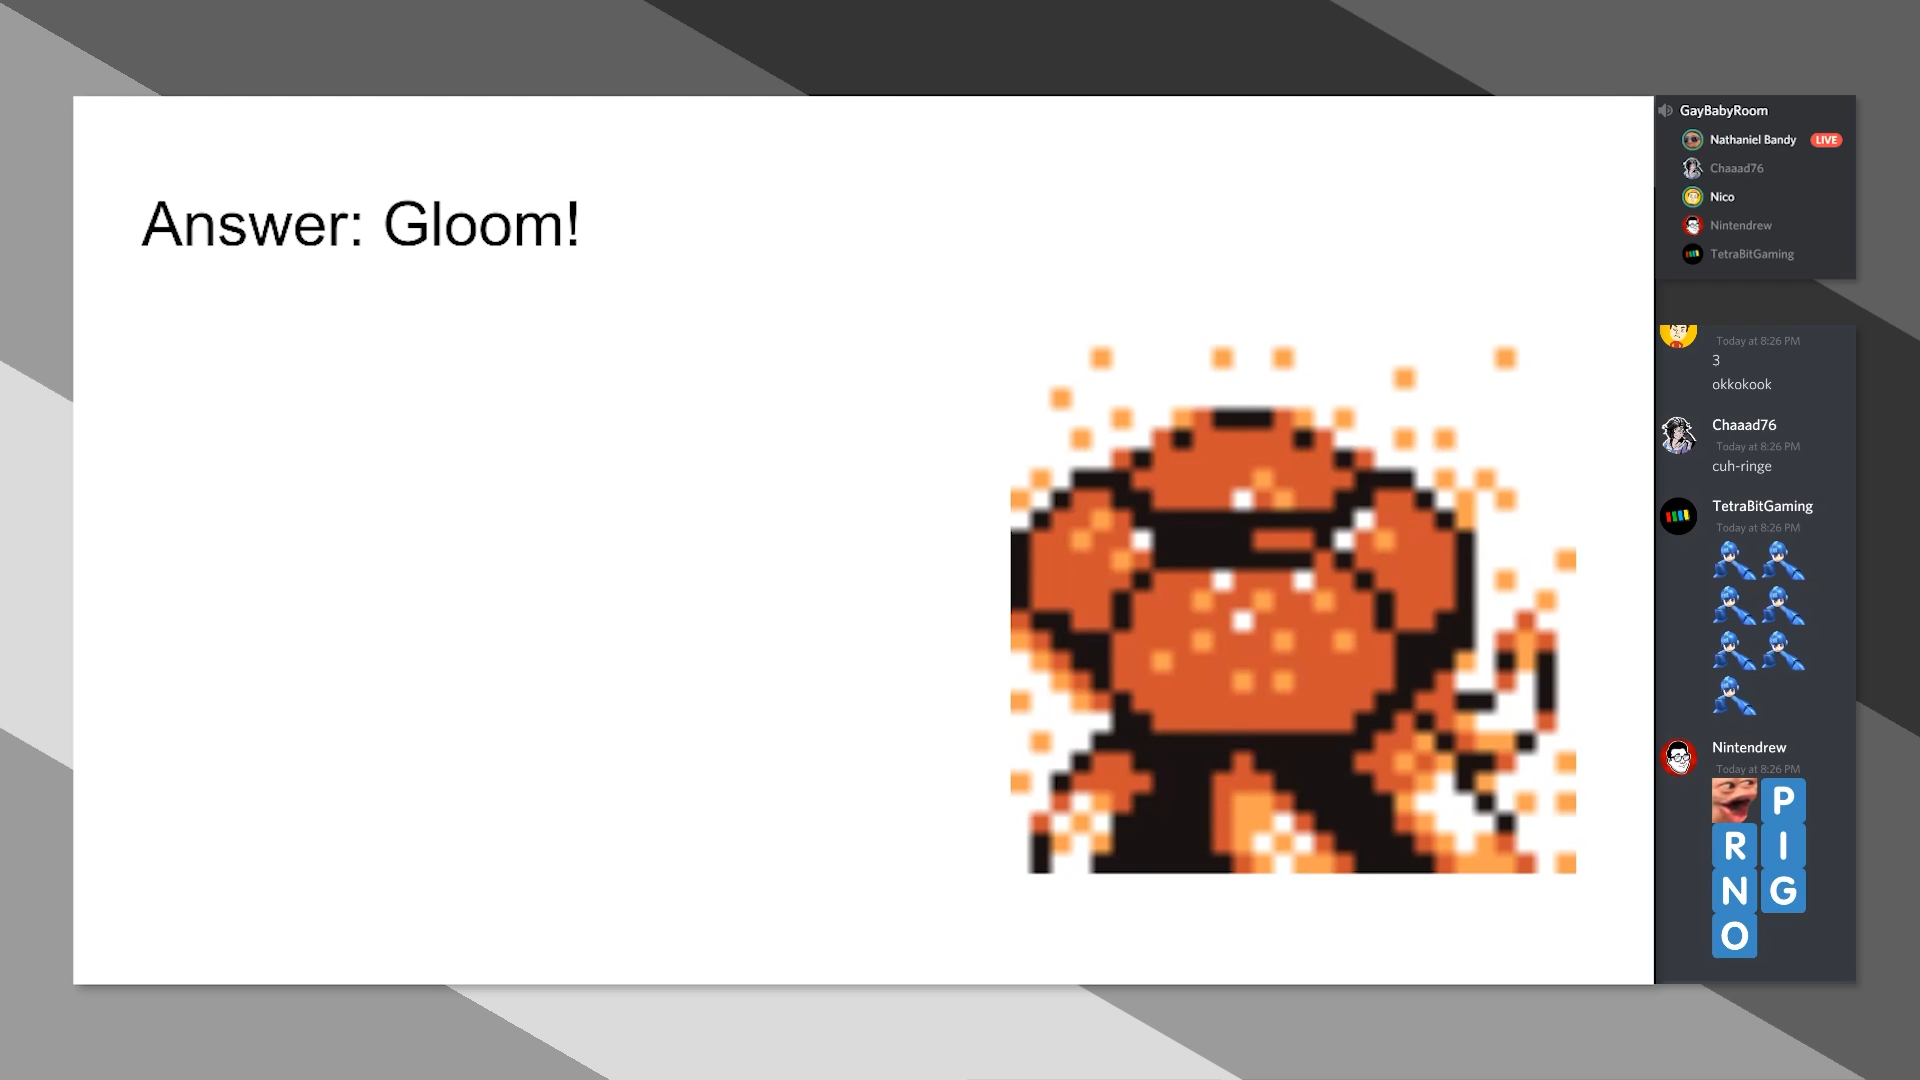 Answer: Gloom!
GayBabyRoom
Nathaniel Bandy LIVE
Chaaad76
Nico
Nintendrew
TetraBitGaming
Today at 8:26 PM
3
okkokook
Chaaad76
Today at 8:26 PM
cuh-ringe
TetraBitGaming
Today at 8:26 PM
Nintendrew
Today at 8:26 PM
P
R I
N G
O